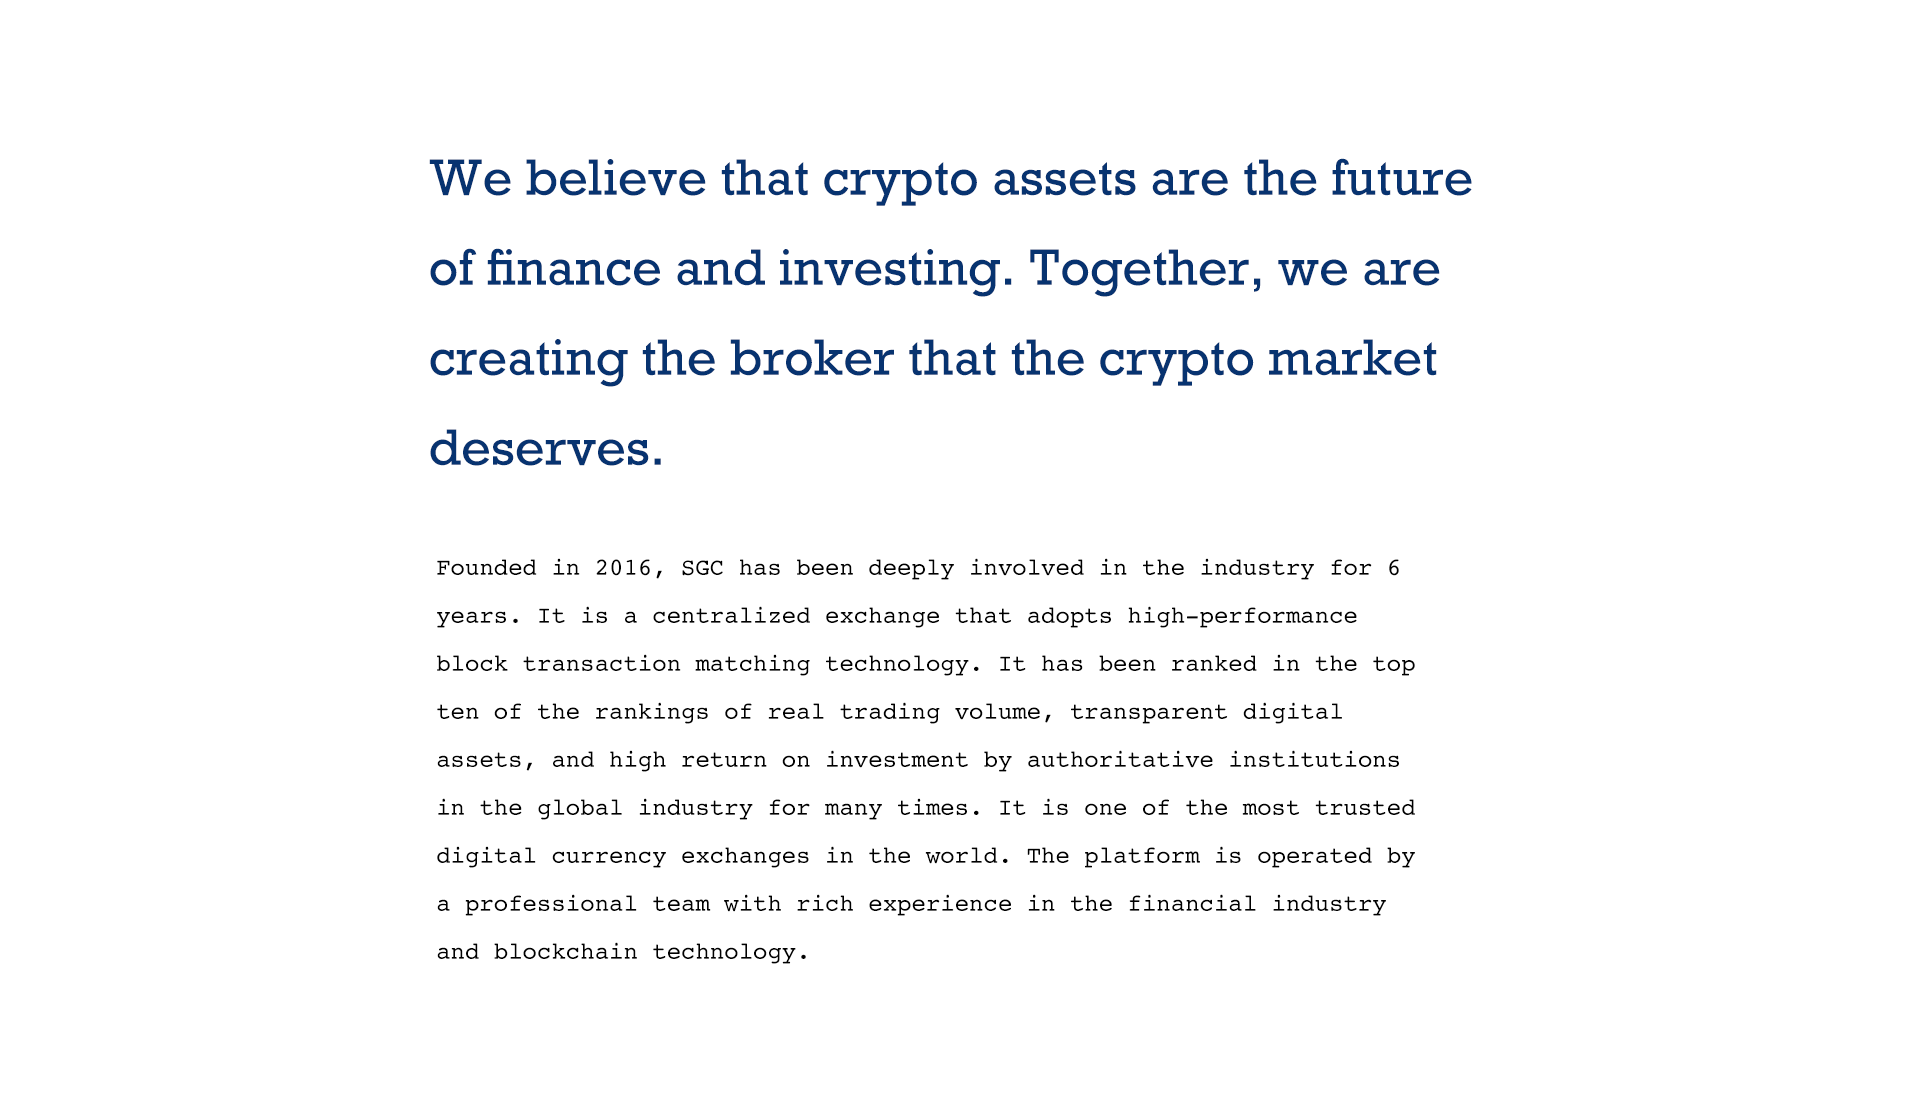 We believe that crypto assets are the future
of finance and investing. Together, we are
creating the broker that the crypto market
deserves.
Founded in 2016, SGC has been deeply involved in the industry for 6
years. It is a centralized exchange that adopts high-performance
block transaction matching technology. It has been ranked in the top
ten of the rankings of real trading volume, transparent digital
assets, and high return on investment by authoritative institutions
in the global industry for many times. It is one of the most trusted
digital currency exchanges in the world. The platform is operated by
a professional team with rich experience in the financial industry
and blockchain technology.